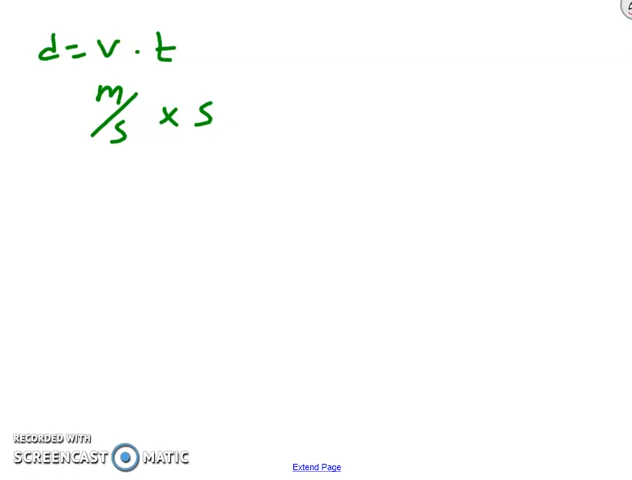 d = v · t
m/s × s
RECORDED WITH
SCREENCAST MATIC
Extend Page